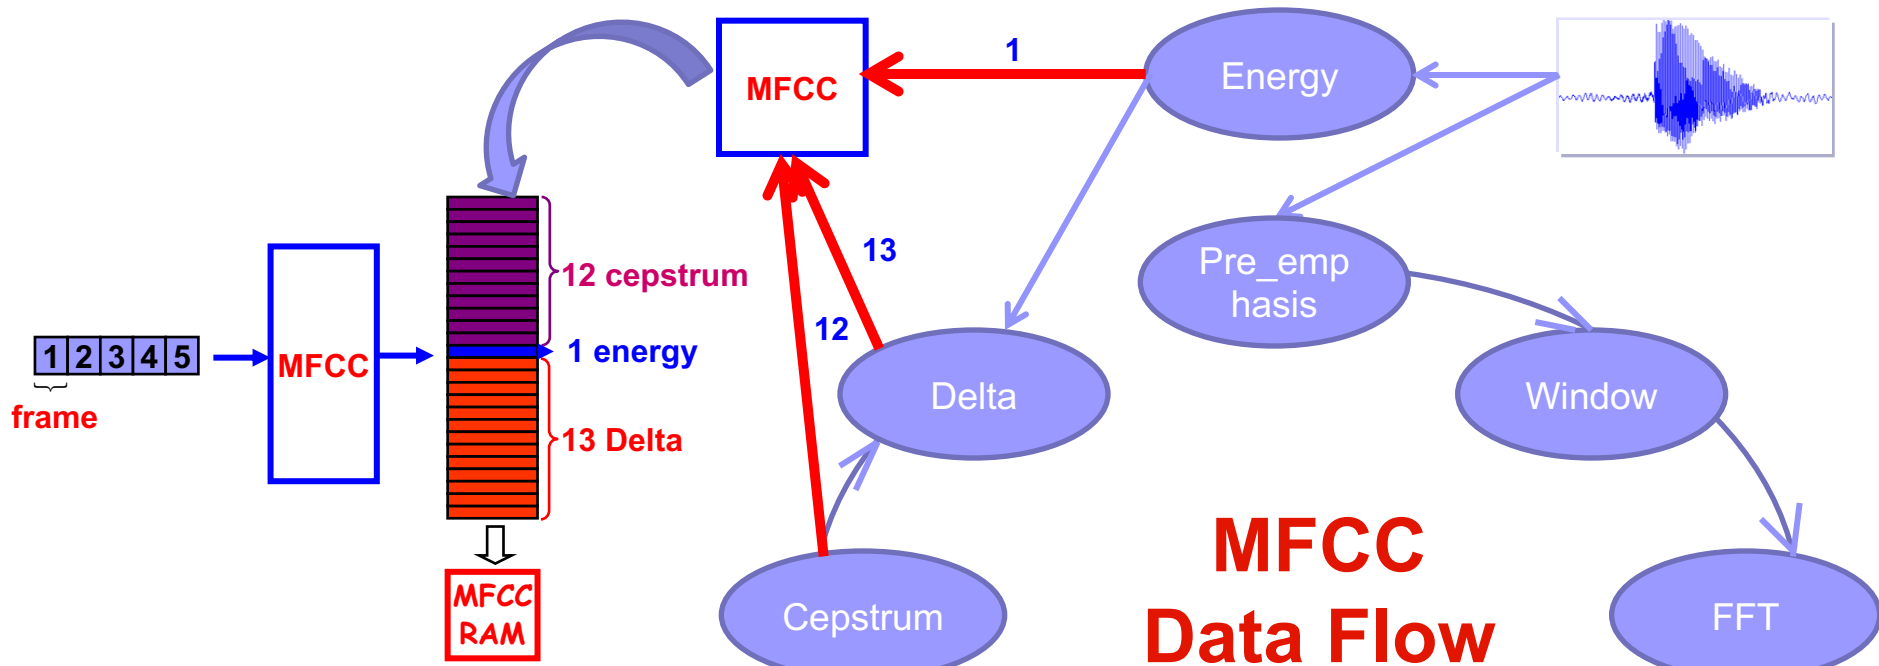 MFCC
1
Energy
12 cepstrum
13
Pre_emp
hasis
12
1 2 3 4 5
MFCC
1 energy
frame
Delta
Window
13 Delta
MFCC
Data Flow
MFCC
RAM
Cepstrum
FFT